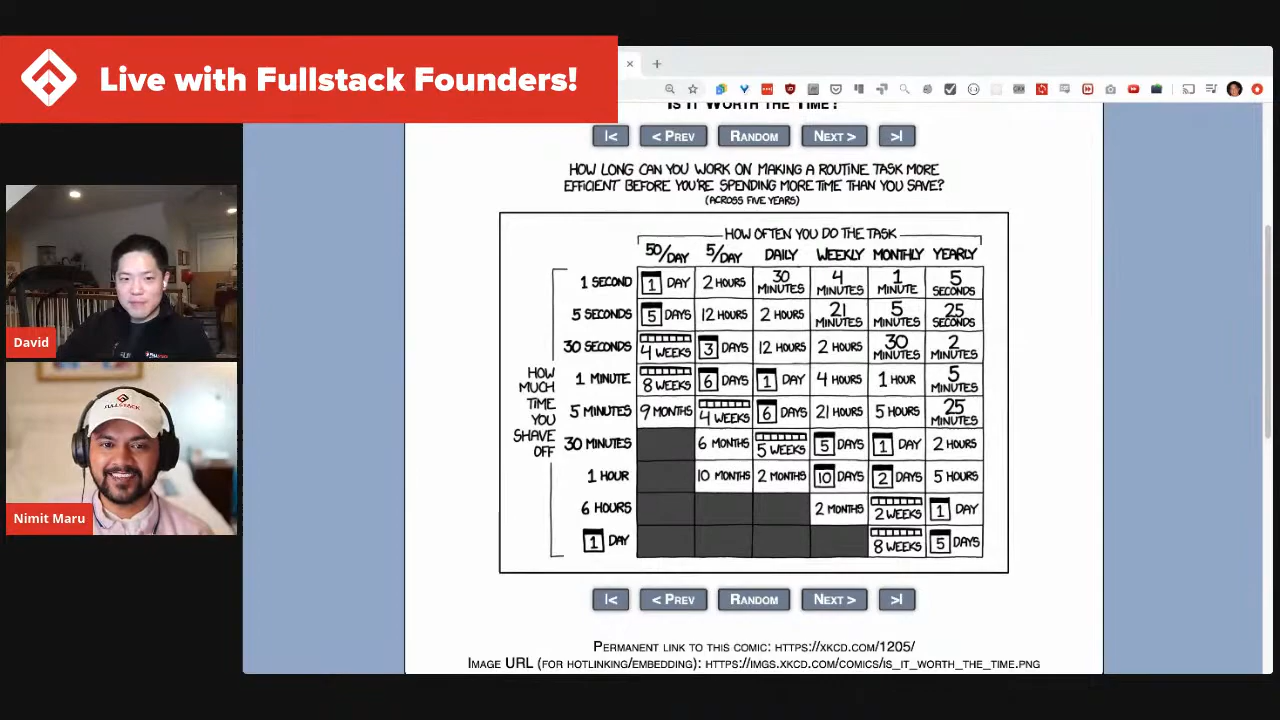 Live with Fullstack Founders!
IS IT WORTH THE TIME?
|< < PREV RANDOM NEXT > >|
HOW LONG CAN YOU WORK ON MAKING A ROUTINE TASK MORE
EFFICIENT BEFORE YOU'RE SPENDING MORE TIME THAN YOU SAVE?
(ACROSS FIVE YEARS)
HOW OFTEN YOU DO THE TASK
50/DAY 5/DAY DAILY WEEKLY MONTHLY YEARLY
HOW MUCH TIME YOU SHAVE OFF
1 SECOND 1 DAY 2 HOURS 30 MINUTES 4 MINUTES 1 MINUTE 5 SECONDS
5 SECONDS 5 DAYS 12 HOURS 2 HOURS 21 MINUTES 5 MINUTES 25 SECONDS
30 SECONDS 4 WEEKS 3 DAYS 12 HOURS 2 HOURS 30 MINUTES 2 MINUTES
1 MINUTE 8 WEEKS 6 DAYS 1 DAY 4 HOURS 1 HOUR 5 MINUTES
5 MINUTES 9 MONTHS 4 WEEKS 6 DAYS 21 HOURS 5 HOURS 25 MINUTES
30 MINUTES 6 MONTHS 5 WEEKS 5 DAYS 1 DAY 2 HOURS
1 HOUR 10 MONTHS 2 MONTHS 10 DAYS 2 DAYS 5 HOURS
6 HOURS 2 MONTHS 2 WEEKS 1 DAY
1 DAY 8 WEEKS 5 DAYS
|< < PREV RANDOM NEXT > >|
PERMANENT LINK TO THIS COMIC: HTTPS://XKCD.COM/1205/
IMAGE URL (FOR HOTLINKING/EMBEDDING): HTTPS://IMGS.XKCD.COM/COMICS/IS_IT_WORTH_THE_TIME.PNG
David
FULLSTACK
Nimit Maru